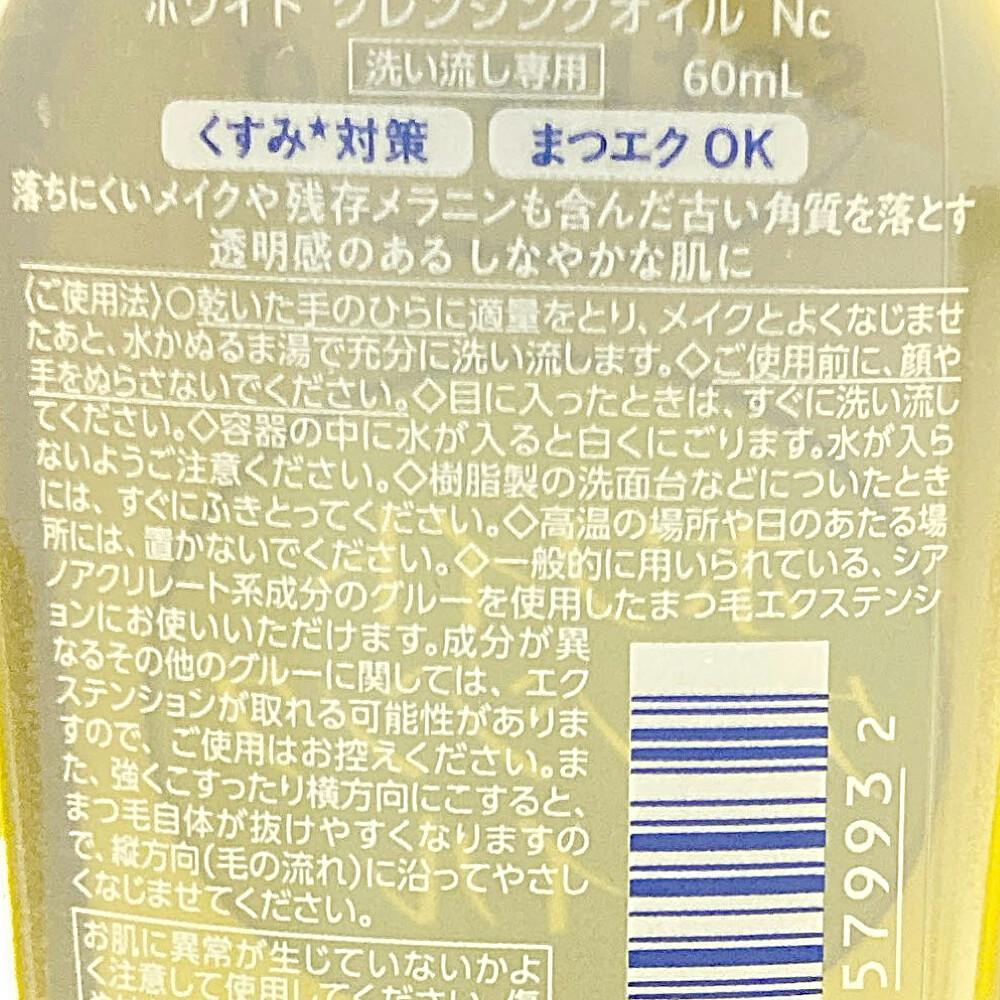 ホワイト クレンジングオイル Nc
洗い流し専用 60mL
くすみ*対策 まつエク OK
落ちにくいメイクや残存メラニンも含んだ古い角質を落とす
透明感のある しなやかな肌に
〈ご使用法〉○乾いた手のひらに適量をとり、メイクとよくなじませ
たあと、水かぬるま湯で充分に洗い流します。◇ご使用前に、顔や
手をぬらさないでください。◇目に入ったときは、すぐに洗い流し
てください。◇容器の中に水が入ると白くにごります。水が入ら
ないようご注意ください。◇樹脂製の洗面台などについたとき
には、すぐにふきとってください。◇高温の場所や日のあたる場
所には、置かないでください。◇一般的に用いられている、シア
ノアクリレート系成分のグルーを使用したまつ毛エクステンシ
ョンにお使いいただけます。成分が異
なるその他のグルーに関しては、エク
ステンションが取れる可能性がありま
すので、ご使用はお控えください。ま
た、強くこすったり横方向にこすると、
まつ毛自体が抜けやすくなりますの
で、縦方向(毛の流れ)に沿ってやさし
くなじませてください。
お肌に異常が生じていないかよ
く注意して使用してください。傷
57993 2